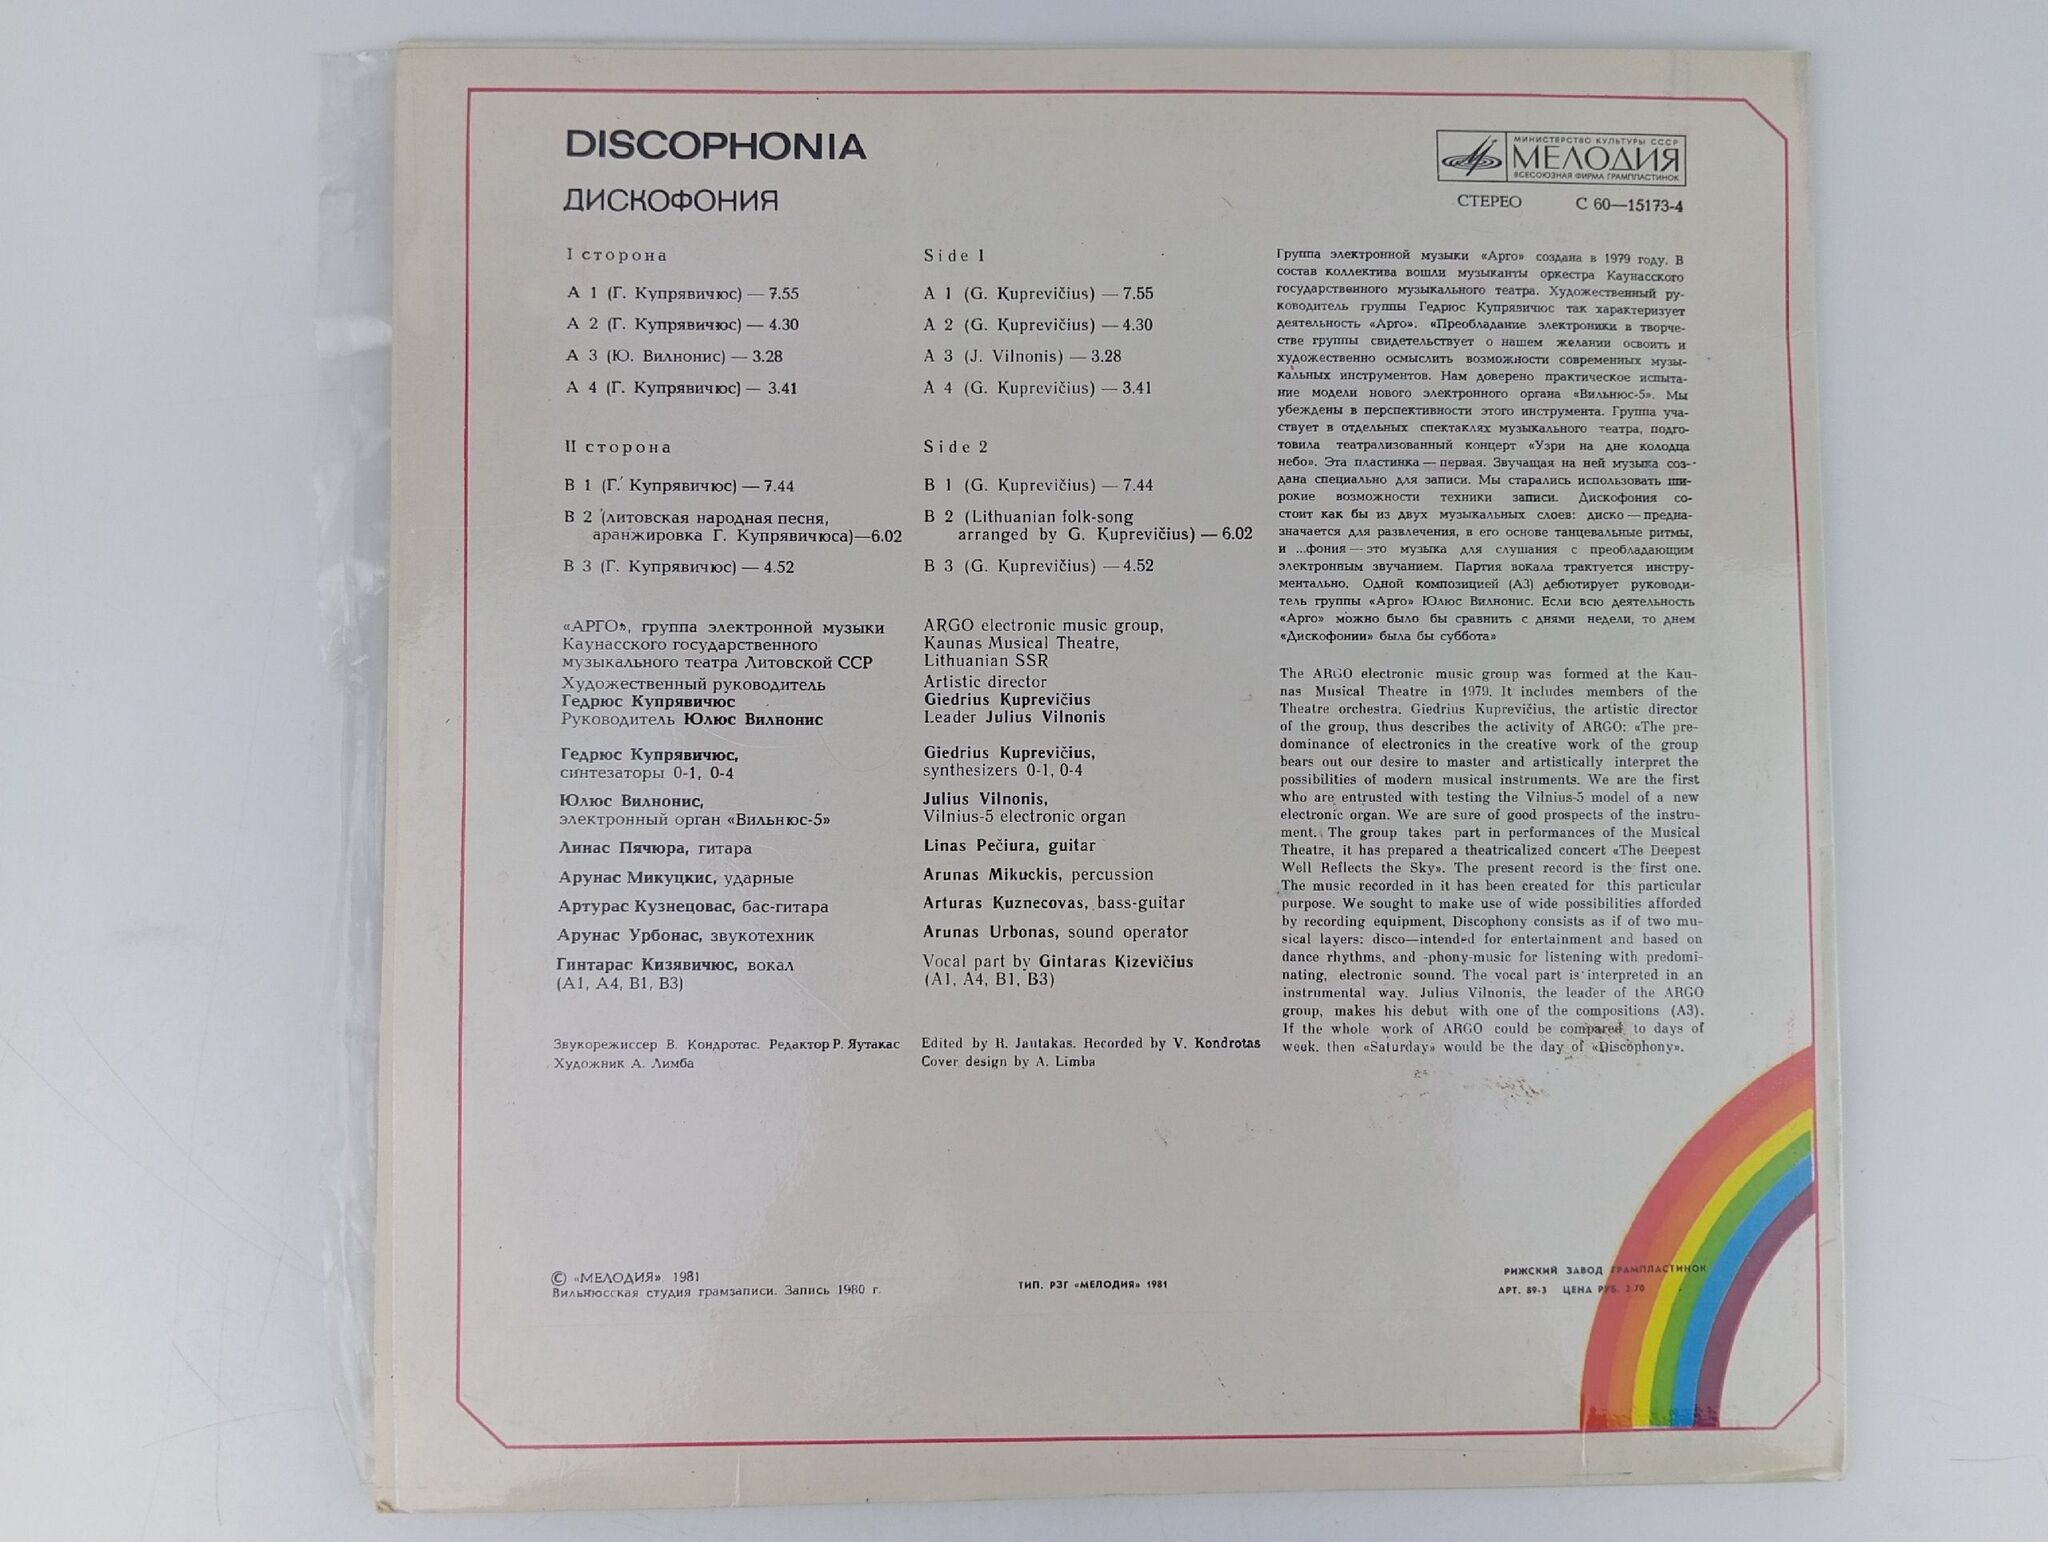 DISCOPHONIA
ДИСКОФОНИЯ
МИНИСТЕРСТВО КУЛЬТУРЫ СССР
МЕЛОДИЯ
ВСЕСОЮЗНАЯ ФИРМА ГРАМПЛАСТИНОК
СТЕРЕО С 60—15173-4
I сторона
А 1 (Г. Купрявичюс) — 7.55
А 2 (Г. Купрявичюс) — 4.30
А 3 (Ю. Вилнонис) — 3.28
А 4 (Г. Купрявичюс) — 3.41
II сторона
В 1 (Г. Купрявичюс) — 7.44
В 2 (литовская народная песня,
аранжировка Г. Купрявичюса)—6.02
В 3 (Г. Купрявичюс) — 4.52
«АРГО», группа электронной музыки
Каунасского государственного
музыкального театра Литовской ССР
Художественный руководитель
Гедрюс Купрявичюс
Руководитель Юлюс Вилнонис
Гедрюс Купрявичюс,
синтезаторы 0-1, 0-4
Юлюс Вилнонис,
электронный орган «Вильнюс-5»
Линас Пячюра, гитара
Арунас Микуцкис, ударные
Артурас Кузнецовас, бас-гитара
Арунас Урбонас, звукотехник
Гинтарас Кизявичюс, вокал
(А1, А4, В1, В3)
Звукорежиссер В. Кондротас. Редактор Р. Яутакас
Художник А. Лимба
Side 1
A 1 (G. Kuprevičius) — 7.55
A 2 (G. Kuprevičius) — 4.30
A 3 (J. Vilnonis) — 3.28
A 4 (G. Kuprevičius) — 3.41
Side 2
B 1 (G. Kuprevičius) — 7.44
B 2 (Lithuanian folk-song
arranged by G. Kuprevičius) — 6.02
B 3 (G. Kuprevičius) — 4.52
ARGO electronic music group,
Kaunas Musical Theatre,
Lithuanian SSR
Artistic director
Giedrius Kuprevičius
Leader Julius Vilnonis
Giedrius Kuprevičius,
synthesizers 0-1, 0-4
Julius Vilnonis,
Vilnius-5 electronic organ
Linas Pečiura, guitar
Arunas Mikuckis, percussion
Arturas Kuznecovas, bass-guitar
Arunas Urbonas, sound operator
Vocal part by Gintaras Kizevičius
(A1, A4, B1, B3)
Edited by R. Jautakas. Recorded by V. Kondrotas
Cover design by A. Limba
Группа электронной музыки «Арго» создана в 1979 году. В
состав коллектива вошли музыканты оркестра Каунасского
государственного музыкального театра. Художественный ру-
ководитель группы Гедрюс Купрявичюс так характеризует
деятельность «Арго». «Преобладание электроники в творче-
стве группы свидетельствует о нашем желании освоить и
художественно осмыслить возможности современных музы-
кальных инструментов. Нам доверено практическое испыта-
ние модели нового электронного органа «Вильнюс-5». Мы
убеждены в перспективности этого инструмента. Группа уча-
ствует в отдельных спектаклях музыкального театра, подго-
товила театрализованный концерт «Узри на дне колодца
небо». Эта пластинка — первая. Звучащая на ней музыка соз-
дана специально для записи. Мы старались использовать ши-
рокие возможности техники записи. Дискофония со-
стоит как бы из двух музыкальных слоев: диско — предна-
значается для развлечения, в его основе танцевальные ритмы,
и ...фония — это музыка для слушания с преобладающим
электронным звучанием. Партия вокала трактуется инстру-
ментально. Одной композицией (А3) дебютирует руководи-
тель группы «Арго» Юлюс Вилнонис. Если всю деятельность
«Арго» можно было бы сравнить с днями недели, то днем
«Дискофонии» была бы суббота»
The ARGO electronic music group was formed at the Kau-
nas Musical Theatre in 1979. It includes members of the
Theatre orchestra. Giedrius Kuprevičius, the artistic director
of the group, thus describes the activity of ARGO: «The pre-
dominance of electronics in the creative work of the group
bears out our desire to master and artistically interpret the
possibilities of modern musical instruments. We are the first
who are entrusted with testing the Vilnius-5 model of a new
electronic organ. We are sure of good prospects of the instru-
ment. The group takes part in performances of the Musical
Theatre, it has prepared a theatricalized concert «The Deepest
Well Reflects the Sky». The present record is the first one.
The music recorded in it has been created for this particular
purpose. We sought to make use of wide possibilities afforded
by recording equipment, Discophony consists as if of two mu-
sical layers: disco—intended for entertainment and based on
dance rhythms, and -phony-music for listening with predomi-
nating, electronic sound. The vocal part is interpreted in an
instrumental way. Julius Vilnonis, the leader of the ARGO
group, makes his debut with one of the compositions (A3).
If the whole work of ARGO could be compared to days of
week, then «Saturday» would be the day of «Discophony».
© «МЕЛОДИЯ», 1981
Вильнюсская студия грамзаписи. Запись 1980 г.
ТИП. РЗГ «МЕЛОДИЯ» 1981
РИЖСКИЙ ЗАВОД ГРАМПЛАСТИНОК
АРТ. 89-3 ЦЕНА РУБ. 2.70